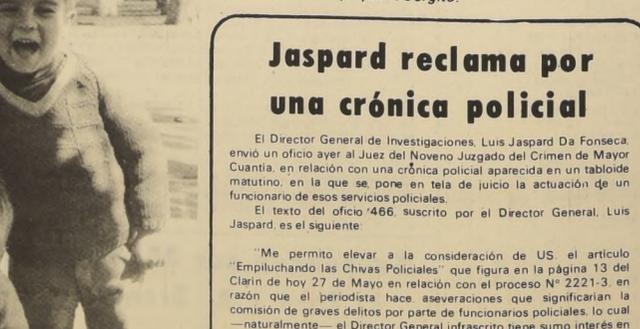 Jaspard reclama por
una crónica policial
El Director General de Investigaciones, Luis Jaspard Da Fonseca,
envió un oficio ayer al Juez del Noveno Juzgado del Crimen de Mayor
Cuantía, en relación con una crónica policial aparecida en un tabloide
matutino, en la que se, pone en tela de juicio la actuación de un
funcionario de esos servicios policiales.
El texto del oficio '466, suscrito por el Director General, Luis
Jaspard, es el siguiente:
"Me permito elevar a la consideración de US. el artículo
"Empiluchando las Chivas Policiales" que figura en la página 13 del
Clarín de hoy 27 de Mayo en relación con el proceso Nº 2221-3, en
razón que el periodista hace aseveraciones que significarían la
comisión de graves delitos por parte de funcionarios policiales, lo cual
—naturalmente— el Director General infrascrito tiene sumo interés en